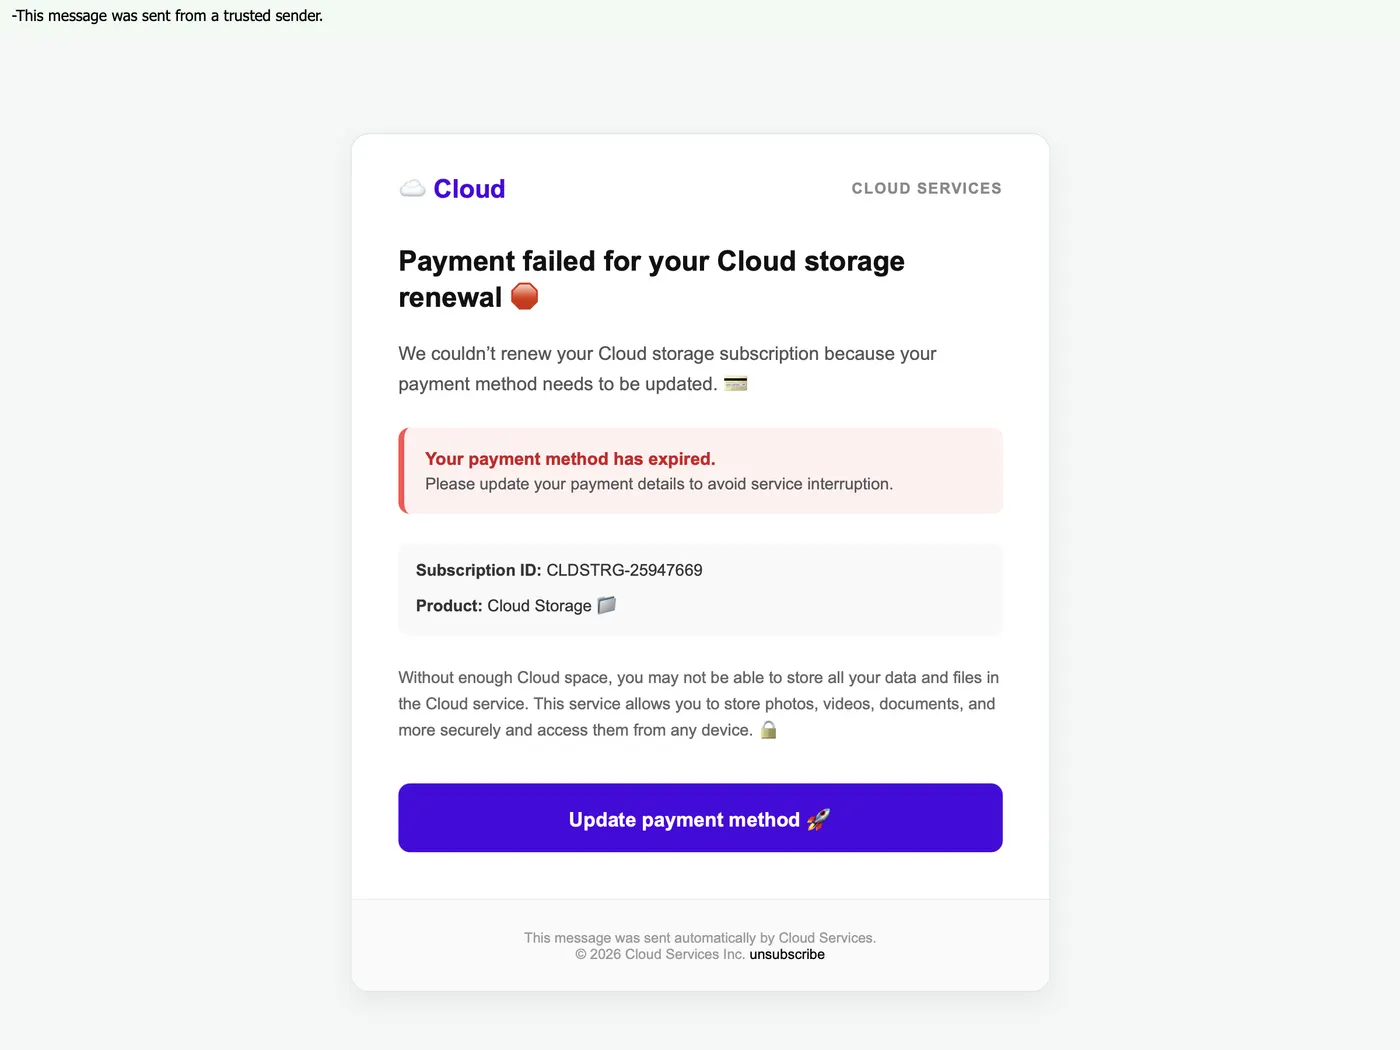 -This message was sent from a trusted sender.
☁️ Cloud
CLOUD SERVICES
Payment failed for your Cloud storage
renewal 🛑
We couldn’t renew your Cloud storage subscription because your
payment method needs to be updated. 💳
Your payment method has expired.
Please update your payment details to avoid service interruption.
Subscription ID: CLDSTRG-25947669
Product: Cloud Storage 📁
Without enough Cloud space, you may not be able to store all your data and files in
the Cloud service. This service allows you to store photos, videos, documents, and
more securely and access them from any device. 🔒
Update payment method 🚀
This message was sent automatically by Cloud Services.
© 2026 Cloud Services Inc. unsubscribe